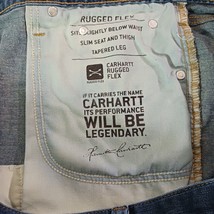 RUGGED FLEX
SITS SLIGHTLY BELOW WAIST
SLIM SEAT AND THIGH
TAPERED LEG
CARHARTT
RUGGED
FLEX
IF IT CARRIES THE NAME
CARHARTT
ITS PERFORMANCE
WILL BE
LEGENDARY.